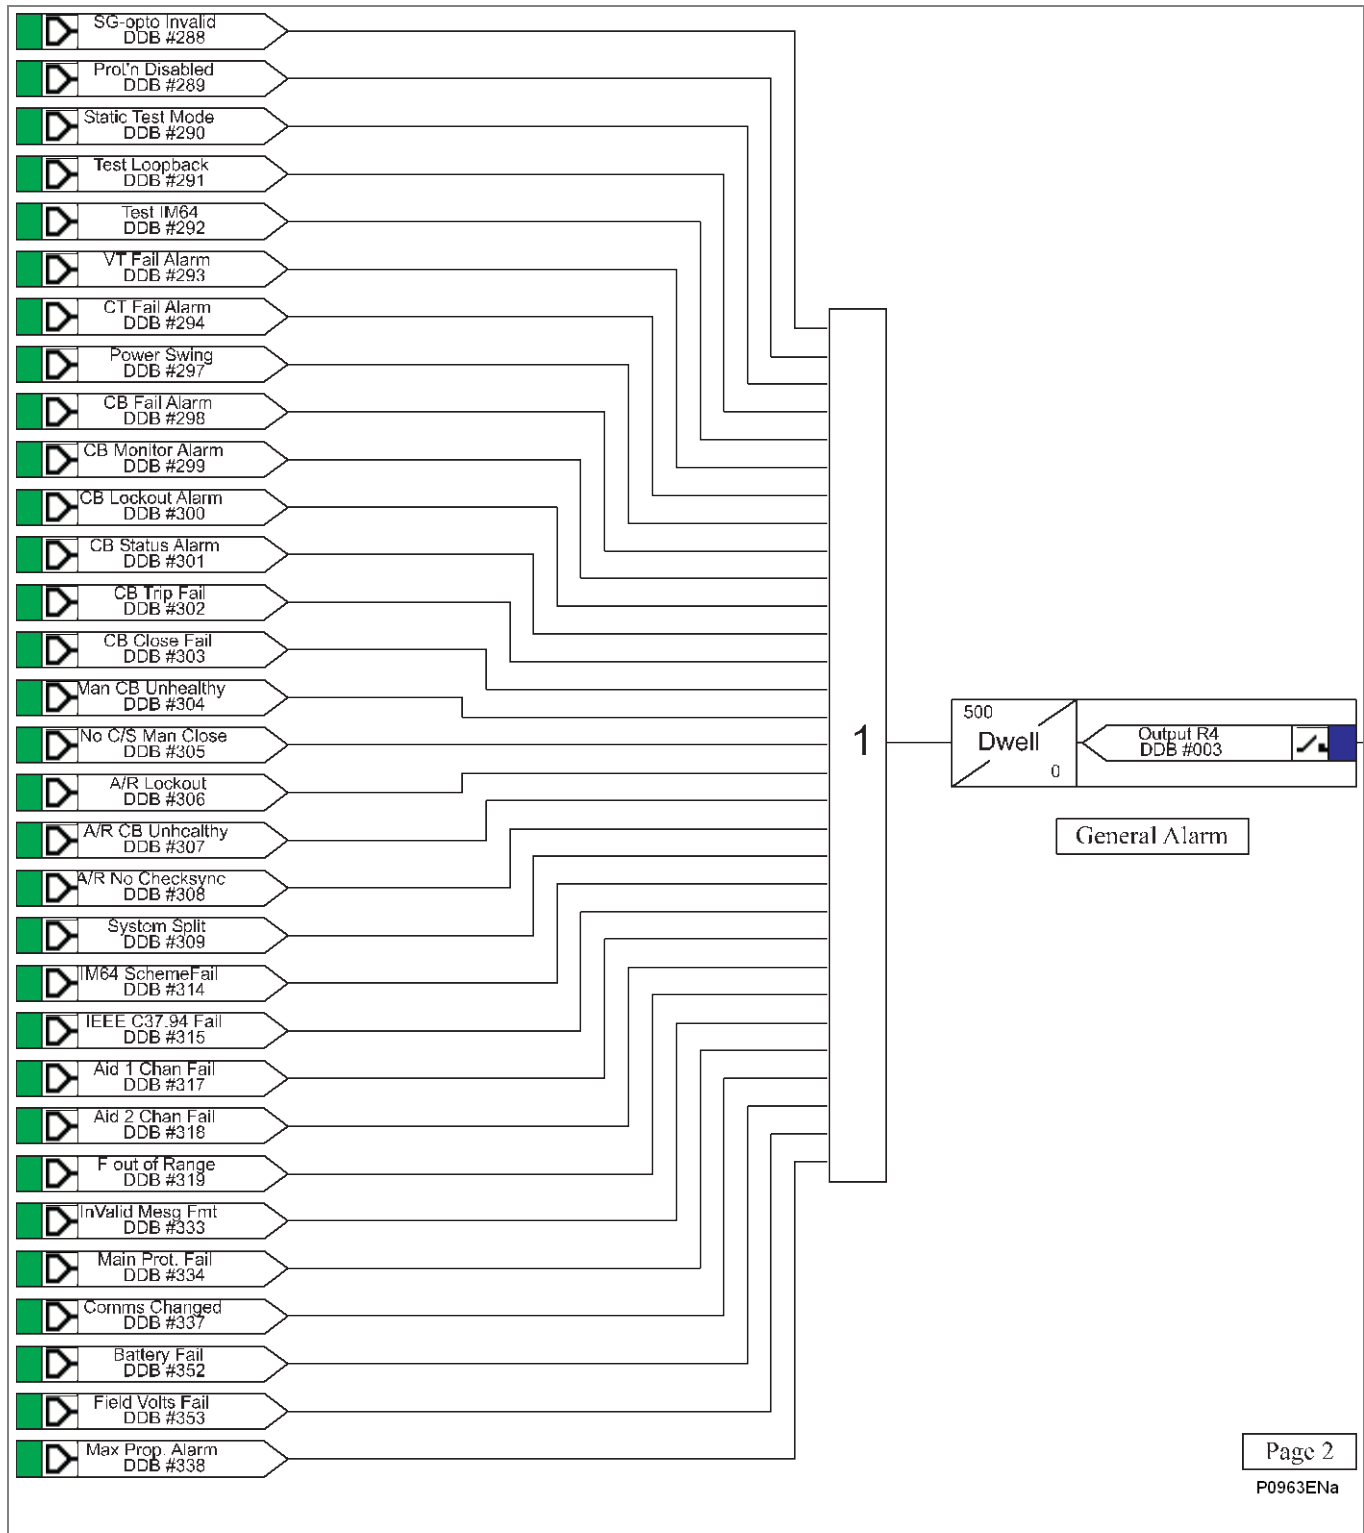 SG-opto Invalid
DDB #288
Prot'n Disabled
DDB #289
Static Test Mode
DDB #290
Test Loopback
DDB #291
Test IM64
DDB #292
VT Fail Alarm
DDB #293
CT Fail Alarm
DDB #294
Power Swing
DDB #297
CB Fail Alarm
DDB #298
CB Monitor Alarm
DDB #299
CB Lockout Alarm
DDB #300
CB Status Alarm
DDB #301
CB Trip Fail
DDB #302
CB Close Fail
DDB #303
Man CB Unhealthy
DDB #304
No C/S Man Close
DDB #305
A/R Lockout
DDB #306
A/R CB Unhealthy
DDB #307
A/R No Checksync
DDB #308
System Split
DDB #309
IM64 SchemeFail
DDB #314
IEEE C37.94 Fail
DDB #315
Aid 1 Chan Fail
DDB #317
Aid 2 Chan Fail
DDB #318
F out of Range
DDB #319
InValid Mesg Fmt
DDB #333
Main Prot. Fail
DDB #334
Comms Changed
DDB #337
Battery Fail
DDB #352
Field Volts Fail
DDB #353
Max Prop. Alarm
DDB #338
1
500
Dwell
0
Output R4
DDB #003
General Alarm
Page 2
P0963ENa